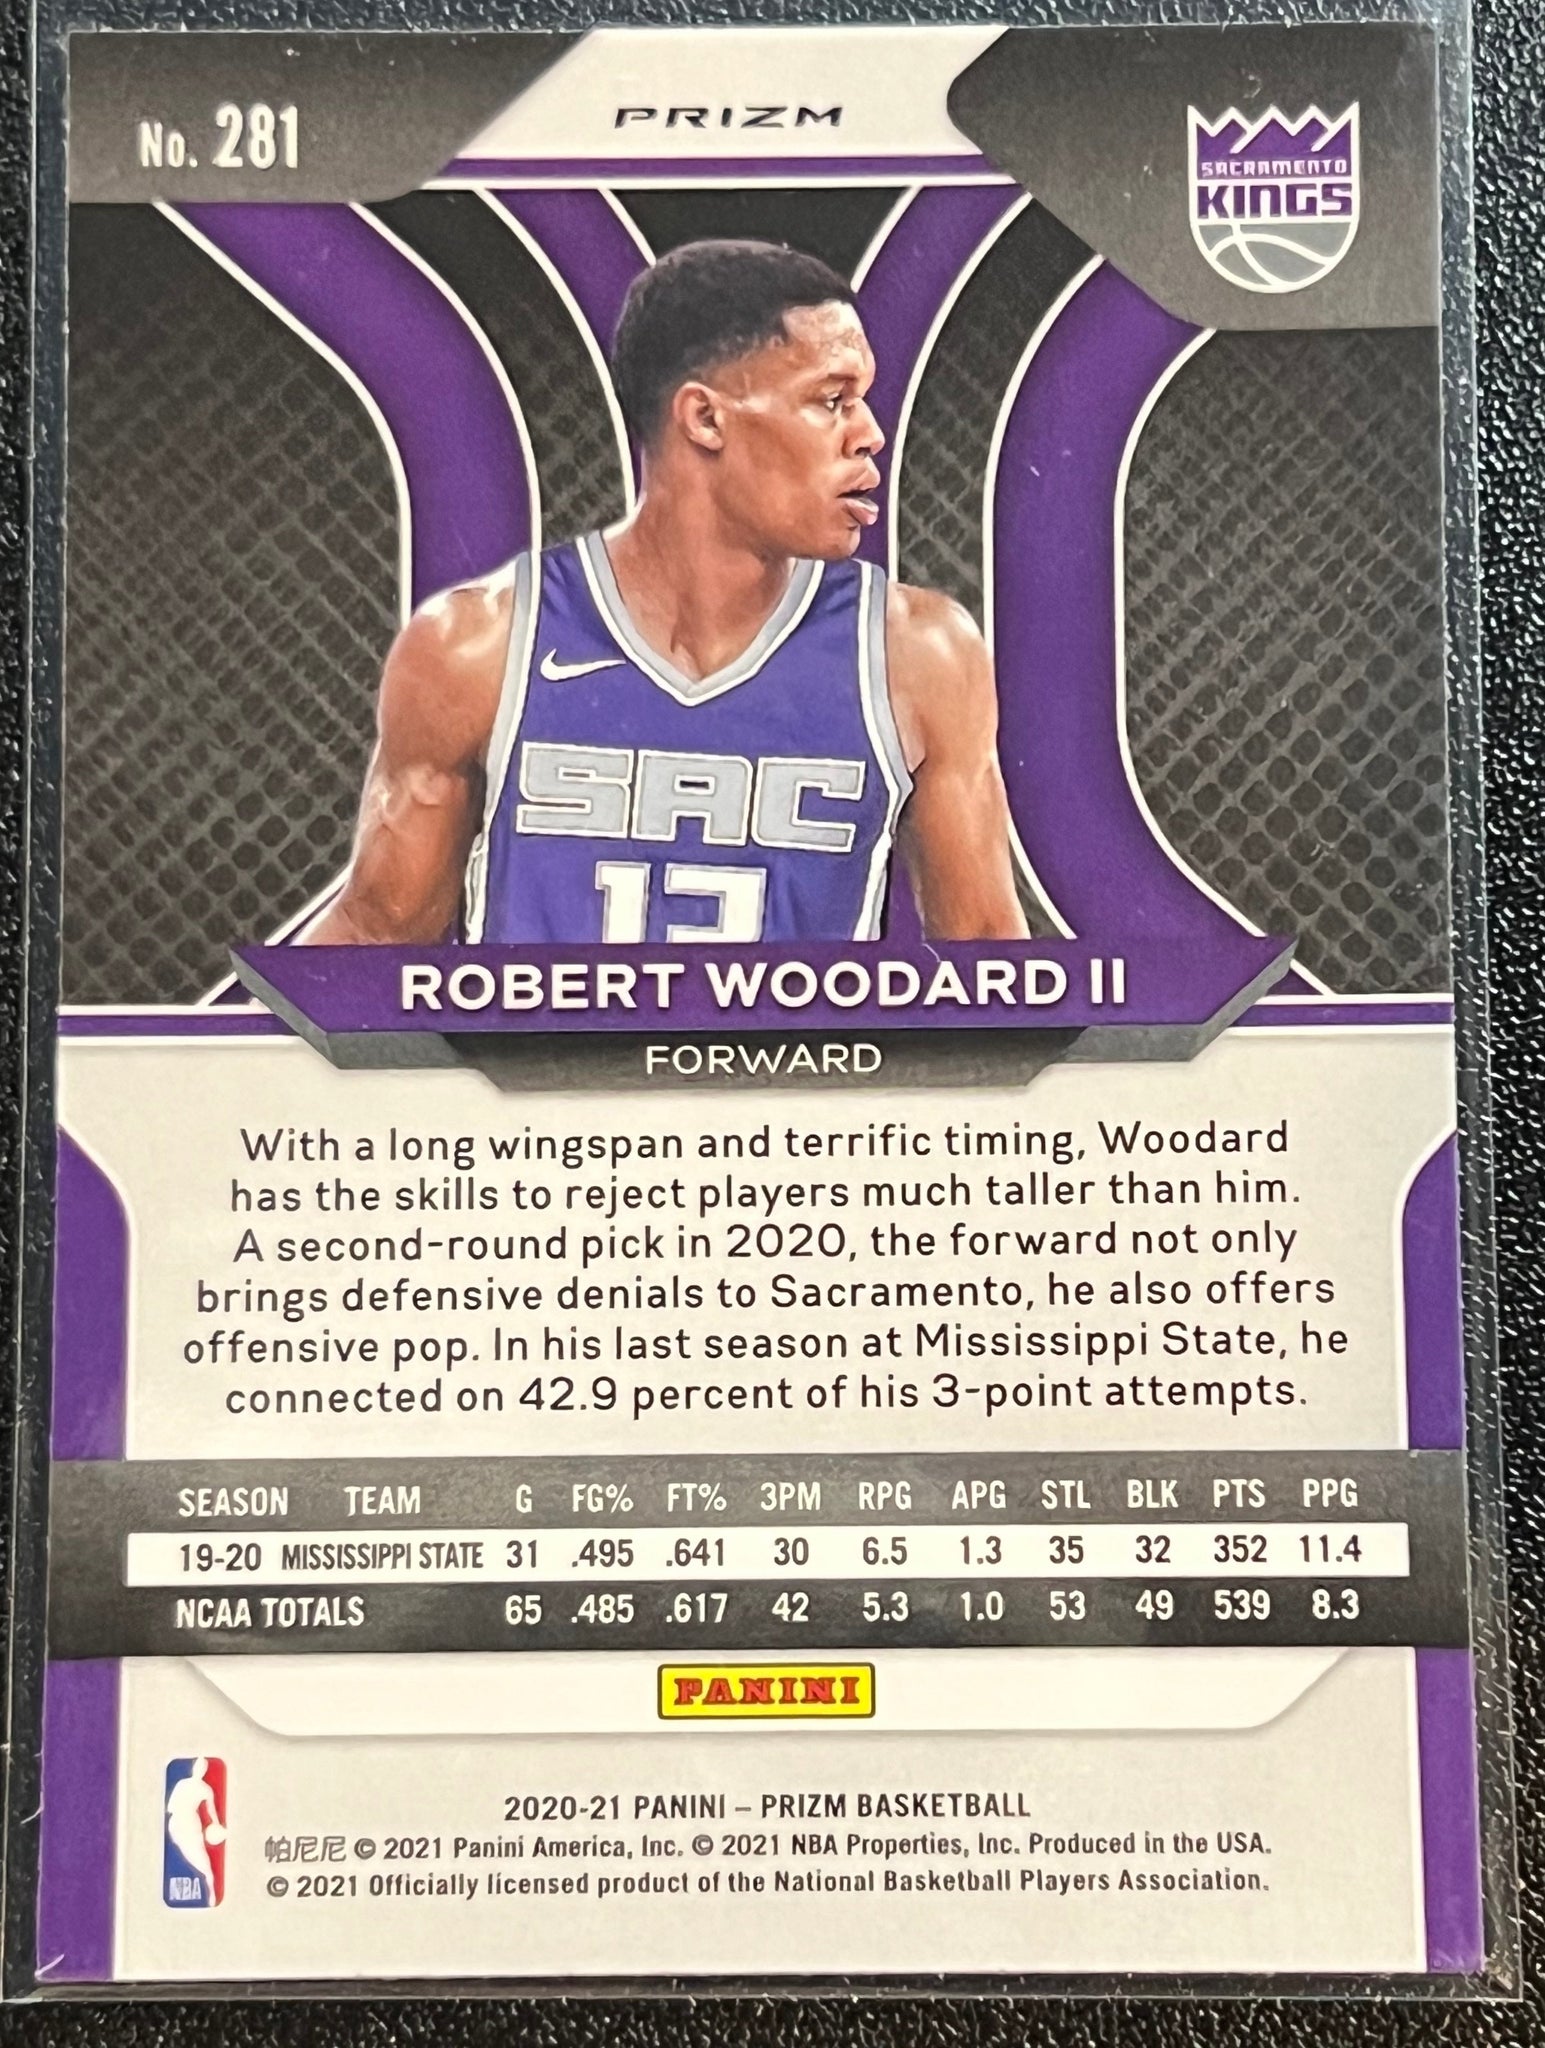 No. 281
PRIZM
SACRAMENTO
KINGS
SAC
13
ROBERT WOODARD II
FORWARD
With a long wingspan and terrific timing, Woodard
has the skills to reject players much taller than him.
A second-round pick in 2020, the forward not only
brings defensive denials to Sacramento, he also offers
offensive pop. In his last season at Mississippi State, he
connected on 42.9 percent of his 3-point attempts.
SEASON TEAM G FG% FT% 3PM RPG APG STL BLK PTS PPG
19-20 MISSISSIPPI STATE 31 .495 .641 30 6.5 1.3 35 32 352 11.4
NCAA TOTALS 65 .485 .617 42 5.3 1.0 53 49 539 8.3
PANINI
NBA
2020-21 PANINI – PRIZM BASKETBALL
帕尼尼 © 2021 Panini America, Inc. © 2021 NBA Properties, Inc. Produced in the USA.
© 2021 Officially licensed product of the National Basketball Players Association.